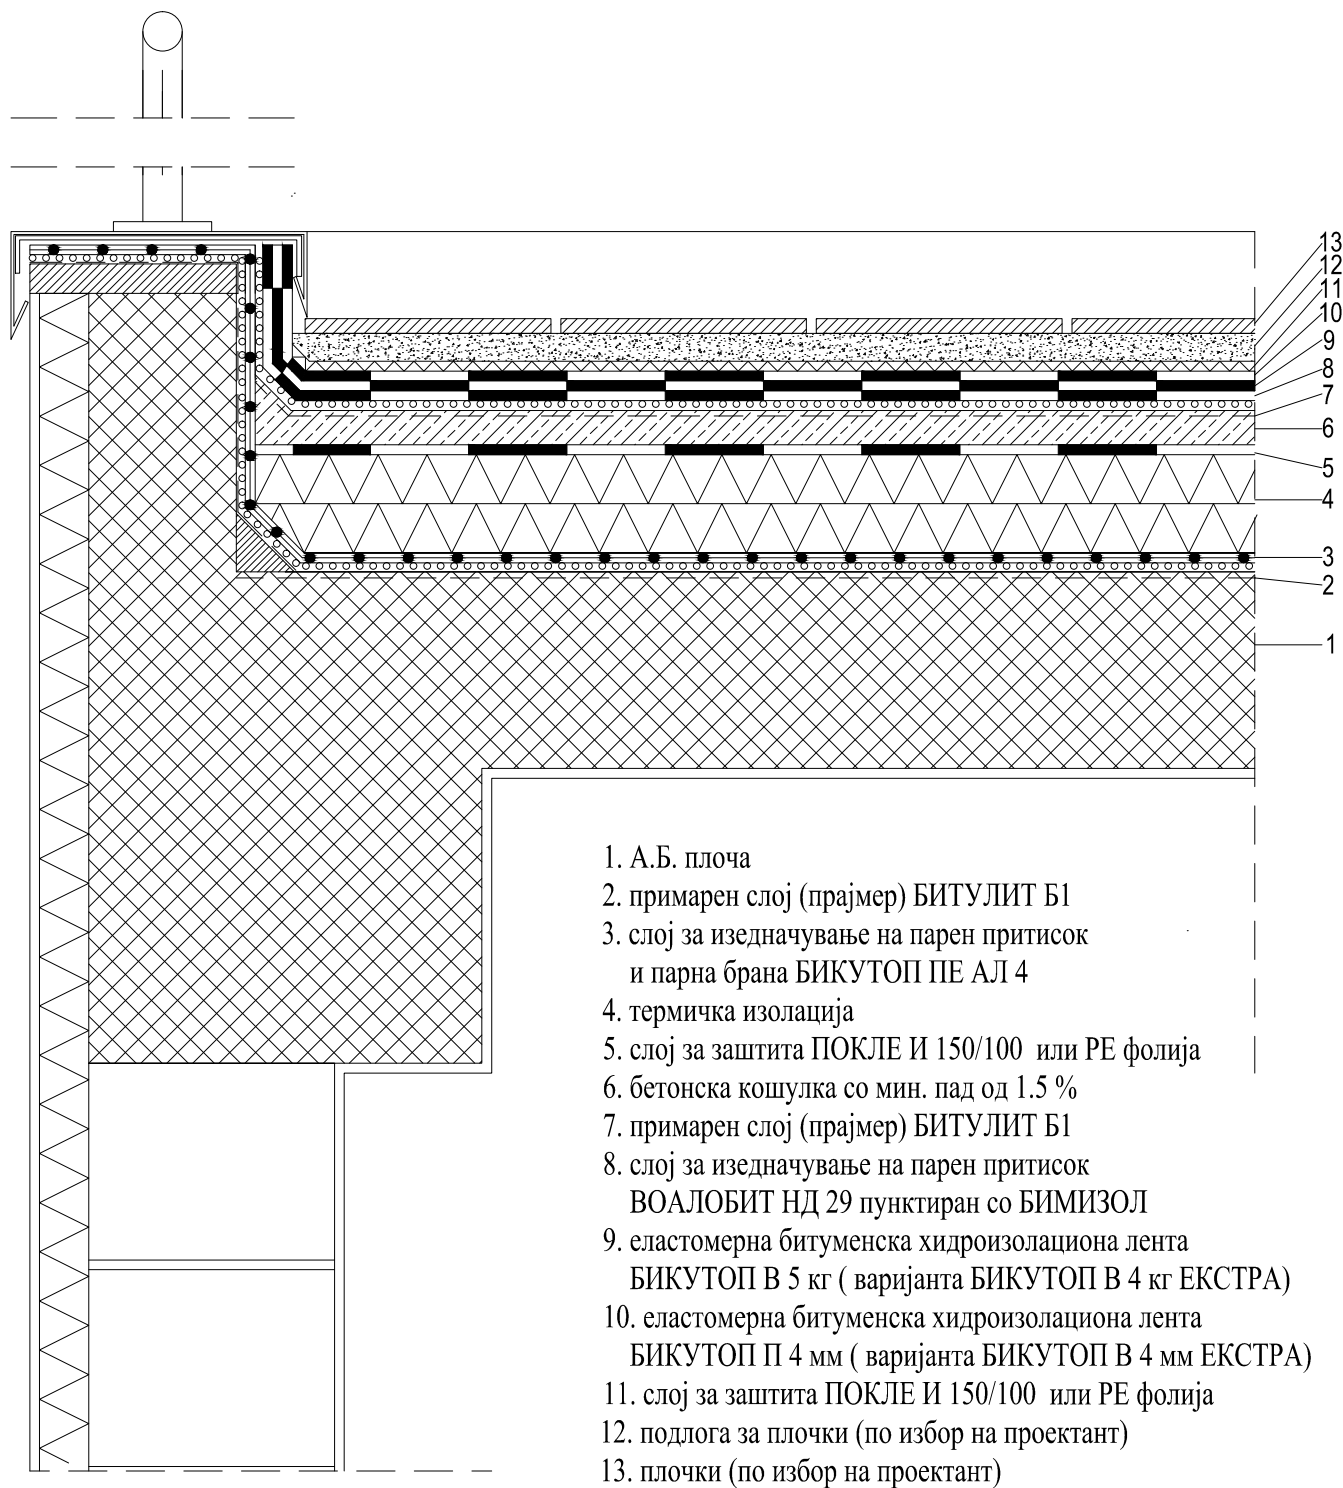 13
12
11
10
9
8
7
6
5
4
3
2
1
1. А.Б. плоча
2. примарен слој (прајмер) БИТУЛИТ Б1
3. слој за изедначување на парен притисок
и парна брана БИКУТОП ПЕ АЛ 4
4. термичка изолација
5. слој за заштита ПОКЛЕ И 150/100 или РЕ фолија
6. бетонска кошулка со мин. пад од 1.5 %
7. примарен слој (прајмер) БИТУЛИТ Б1
8. слој за изедначување на парен притисок
ВОАЛОБИТ НД 29 пунктиран со БИМИЗОЛ
9. еластомерна битуменска хидроизолациона лента
БИКУТОП В 5 кг ( варијанта БИКУТОП В 4 кг ЕКСТРА)
10. еластомерна битуменска хидроизолациона лента
БИКУТОП П 4 мм ( варијанта БИКУТОП В 4 мм ЕКСТРА)
11. слој за заштита ПОКЛЕ И 150/100 или РЕ фолија
12. подлога за плочки (по избор на проектант)
13. плочки (по избор на проектант)